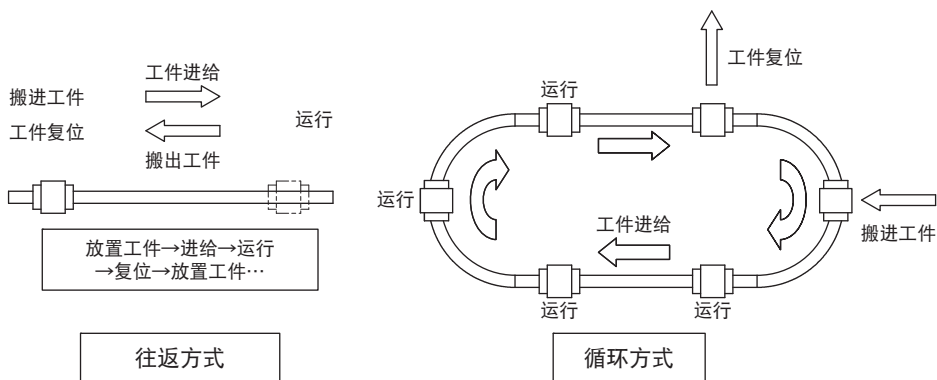 工件进给
搬进工件
工件复位
运行
搬出工件
放置工件→进给→运行
→复位→放置工件…
往返方式
工件复位
运行
运行
工件进给
搬进工件
运行
运行
循环方式